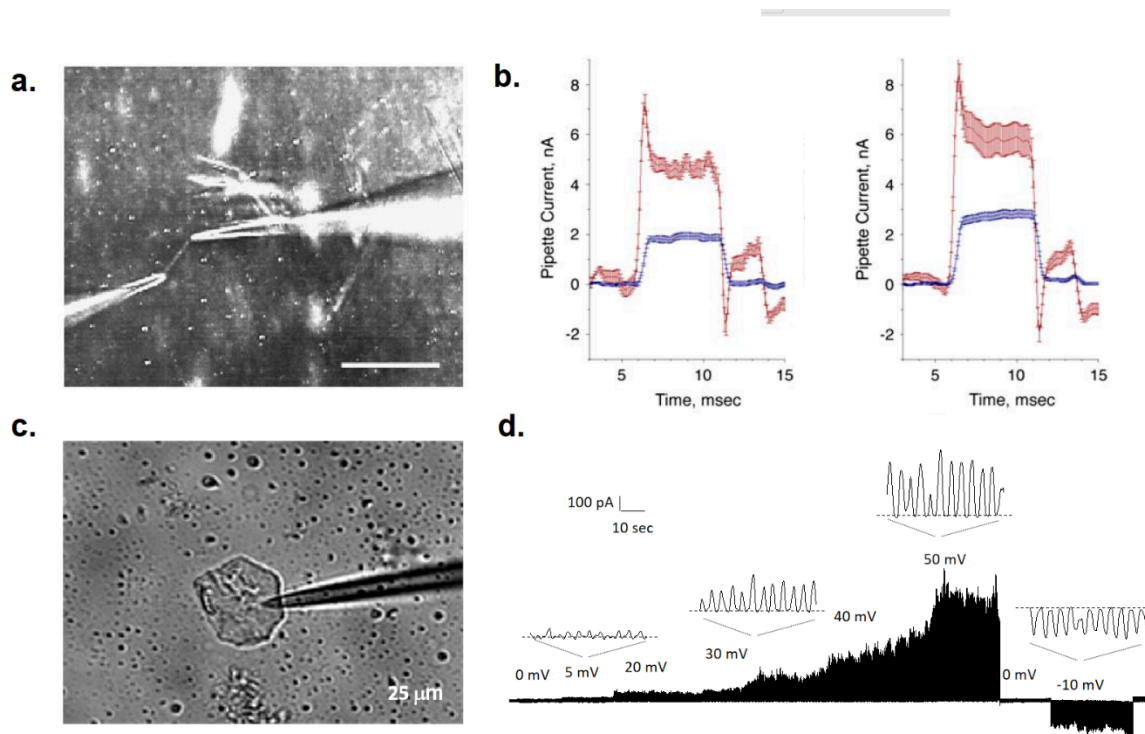 a.
b.
8
6
4
2
0
-2
Pipette Current, nA
5
10
15
Time, msec
8
6
4
2
0
-2
Pipette Current, nA
5
10
15
Time, msec
c.
25 μm
d.
100 pA
10 sec
50 mV
40 mV
30 mV
20 mV
5 mV
0 mV
0 mV
-10 mV